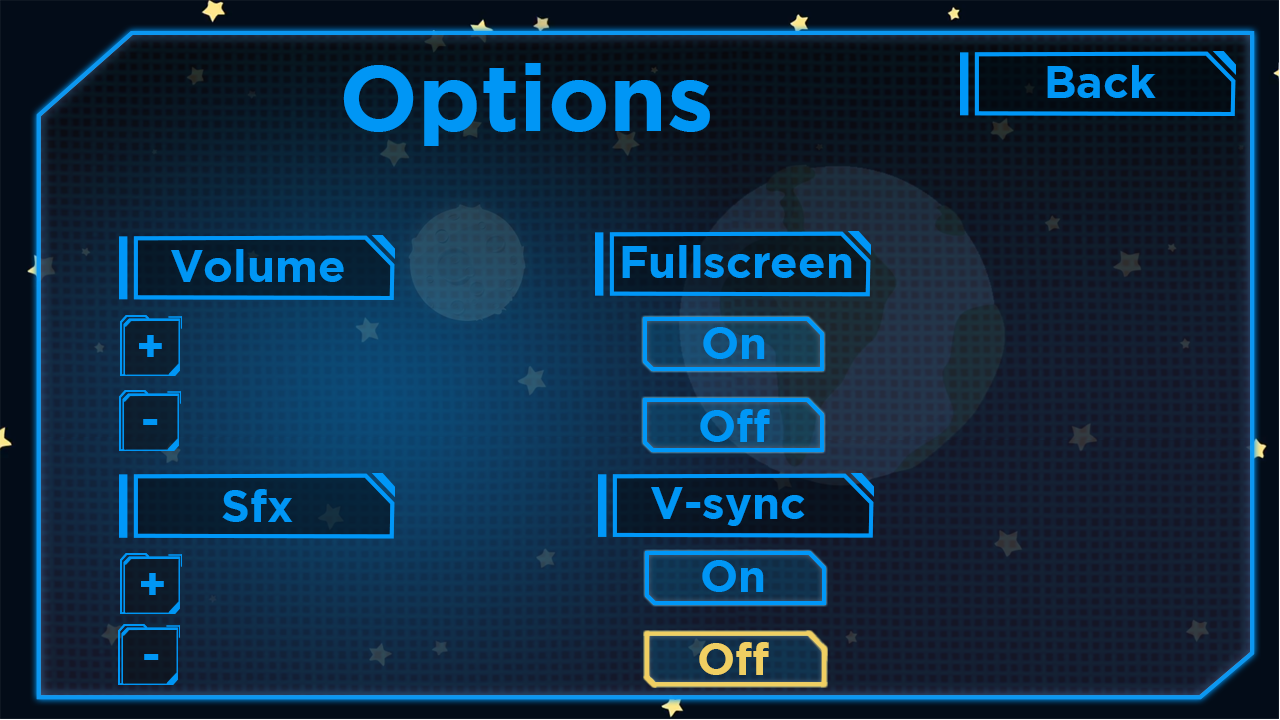 Options
Back
Volume
+
-
Sfx
+
-
Fullscreen
On
Off
V-sync
On
Off